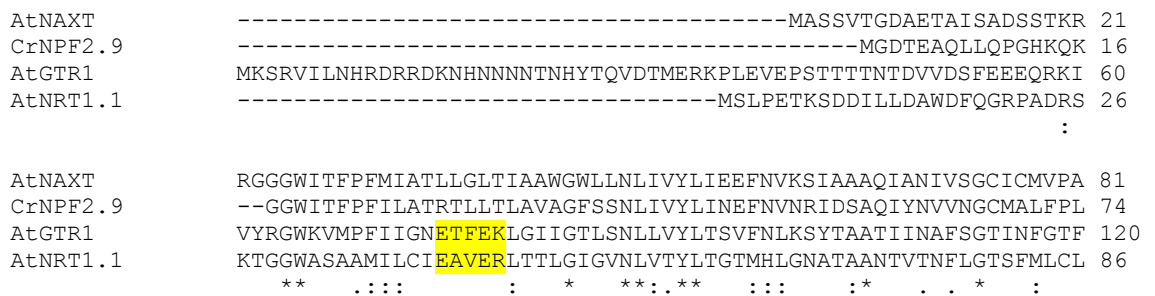 AtNAXT ---------------------------------------MASSVTGDAETAISADSSTKR 21
CrNPF2.9 --------------------------------------------MGDTEAQLLQPGHKQK 16
AtGTR1 MKSRVILNHRDRRDKNHNNNNTNHYTQVDTMERKPLEVEPSTTTTNTDVVDSFEEEQRKI 60
AtNRT1.1 ----------------------------------MSLPETKSDDILLDAWDFQGRPADRS 26
:
AtNAXT RGGGWITFPFMIATLLGLTIAAWGWLLNLIVYLIEEFNVKSIAAAQIANIVSGCICMVPA 81
CrNPF2.9 --GGWITFPFILATRTLLTLAVAGFSSNLIVYLINEFNVNRIDSAQIYNVVNGCMALFPL 74
AtGTR1 VYRGWKVMPFIIGNETFEKLGIIGTLSNLLVYLTSVFNLKSYTAATIINAFSGTINFGTF 120
AtNRT1.1 KTGGWASAAMILCIEAVERLTTLGIGVNLVTYLTGTMHLGNATAANTVTNFLGTSFMLCL 86
** .::: : * **:.** ::: :* . . * :